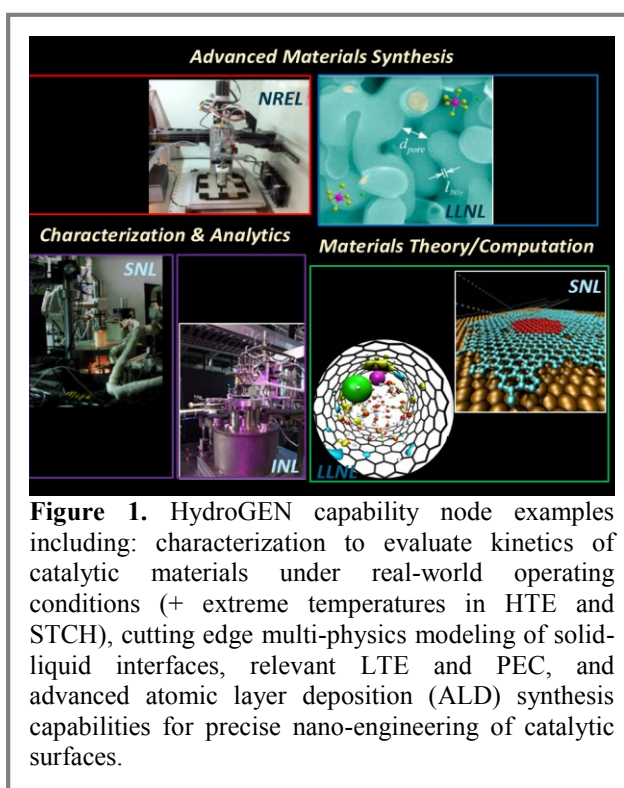 Advanced Materials Synthesis
NREL
d pore
LLNL
Characterization & Analytics
Materials Theory/Computation
SNL
INL
SNL
LLNL
Figure 1. HydroGEN capability node examples
including: characterization to evaluate kinetics of
catalytic materials under real-world operating
conditions (+ extreme temperatures in HTE and
STCH), cutting edge multi-physics modeling of solid-
liquid interfaces, relevant LTE and PEC, and
advanced atomic layer deposition (ALD) synthesis
capabilities for precise nano-engineering of catalytic
surfaces.